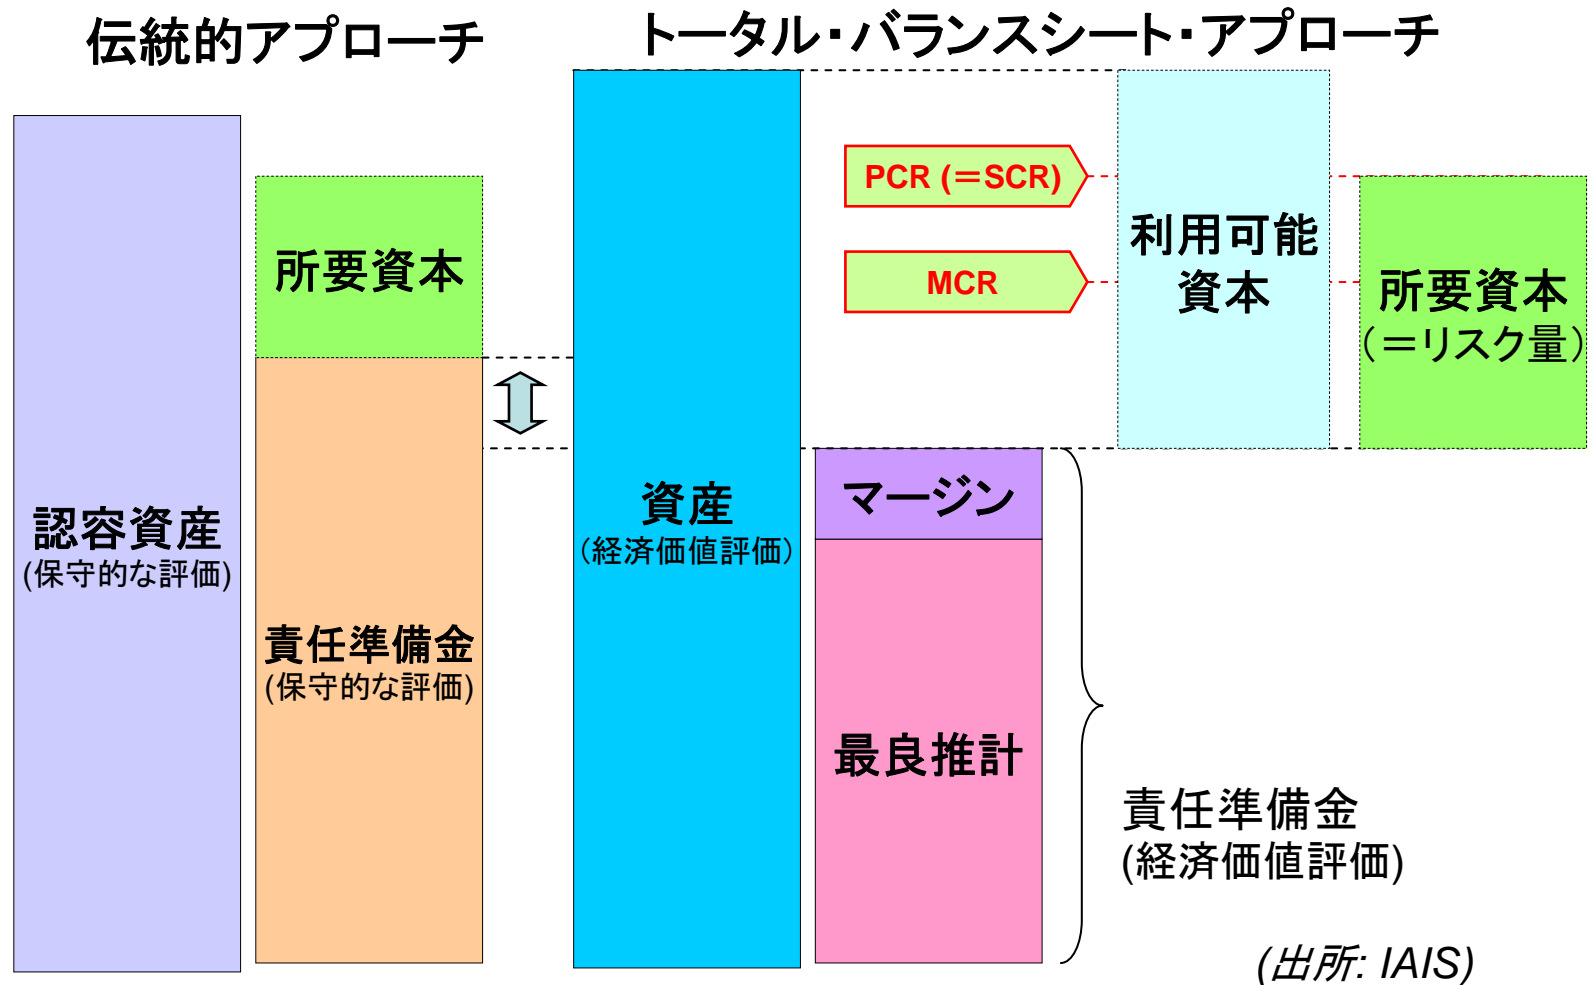 伝統的アプローチ
トータル・バランスシート・アプローチ
認容資産
(保守的な評価)
所要資本
責任準備金
(保守的な評価)
資産
(経済価値評価)
PCR (＝SCR)
MCR
マージン
最良推計
利用可能
資本
所要資本
(＝リスク量)
責任準備金
(経済価値評価)
(出所: IAIS)